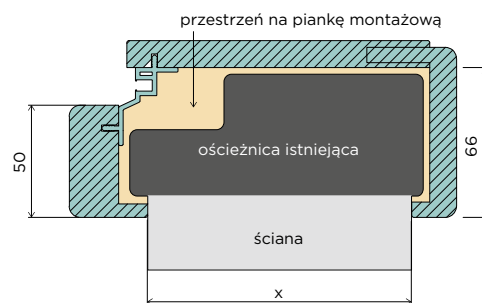 przestrzeń na piankę montażową
50
ościeżnica istniejąca
66
ściana
x